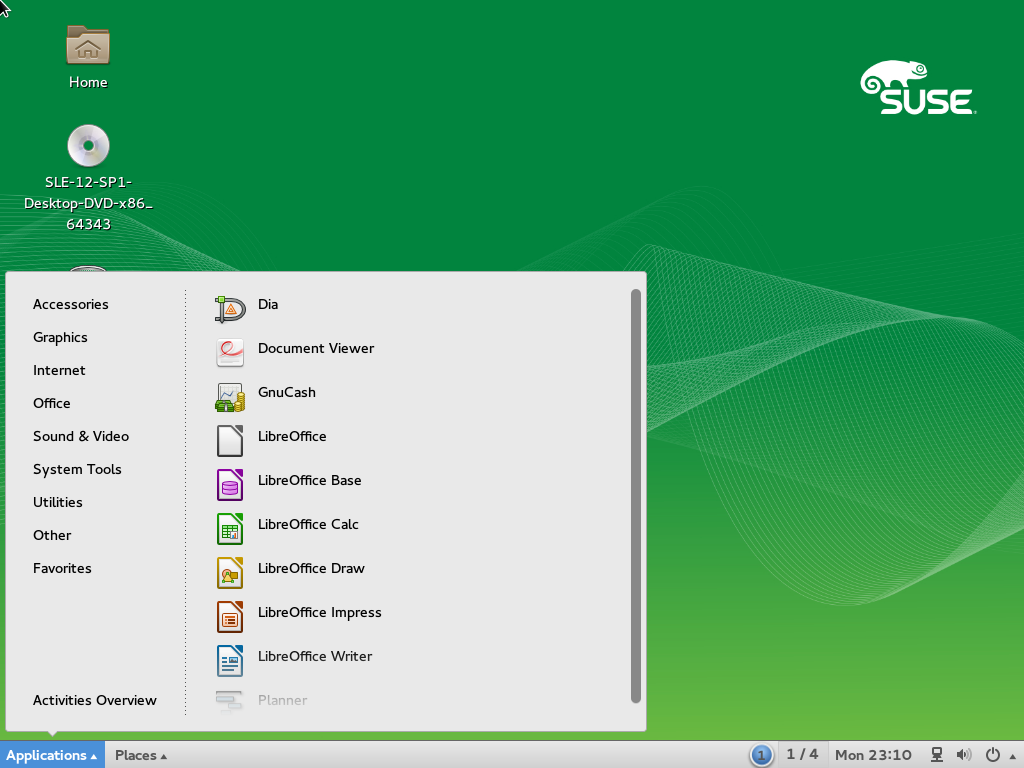 Home
SUSE
SLE-12-SP1-
Desktop-DVD-x86_
64343
Accessories
Graphics
Internet
Office
Sound & Video
System Tools
Utilities
Other
Favorites
Activities Overview
Dia
Document Viewer
GnuCash
LibreOffice
LibreOffice Base
LibreOffice Calc
LibreOffice Draw
LibreOffice Impress
LibreOffice Writer
Planner
Applications
Places
1
1 / 4
Mon 23:10